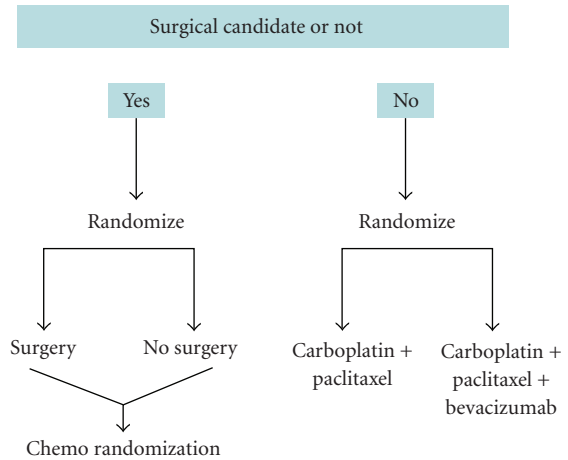 Surgical candidate or not
Yes
No
Randomize
Randomize
Surgery
No surgery
Carboplatin +
paclitaxel
Carboplatin +
paclitaxel +
bevacizumab
Chemo randomization